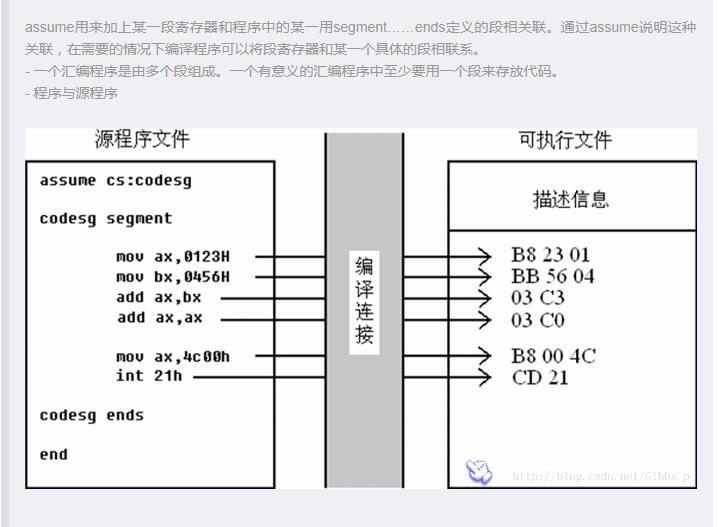 assume用来加上某一段寄存器和程序中的某一用segment……ends定义的段相关联。通过assume说明这种
关联，在需要的情况下编译程序可以将段寄存器和某一个具体的段相联系。
- 一个汇编程序是由多个段组成。一个有意义的汇编程序中至少要用一个段来存放代码。
- 程序与源程序
源程序文件
可执行文件
assume cs:codesg
codesg segment
mov ax,0123H
mov bx,0456H
add ax,bx
add ax,ax
mov ax,4c00h
int 21h
codesg ends
end
编
译
连
接
描述信息
B8 23 01
BB 56 04
03 C3
03 C0
B8 00 4C
CD 21
http://blog.csdn.net/Gibbs_p